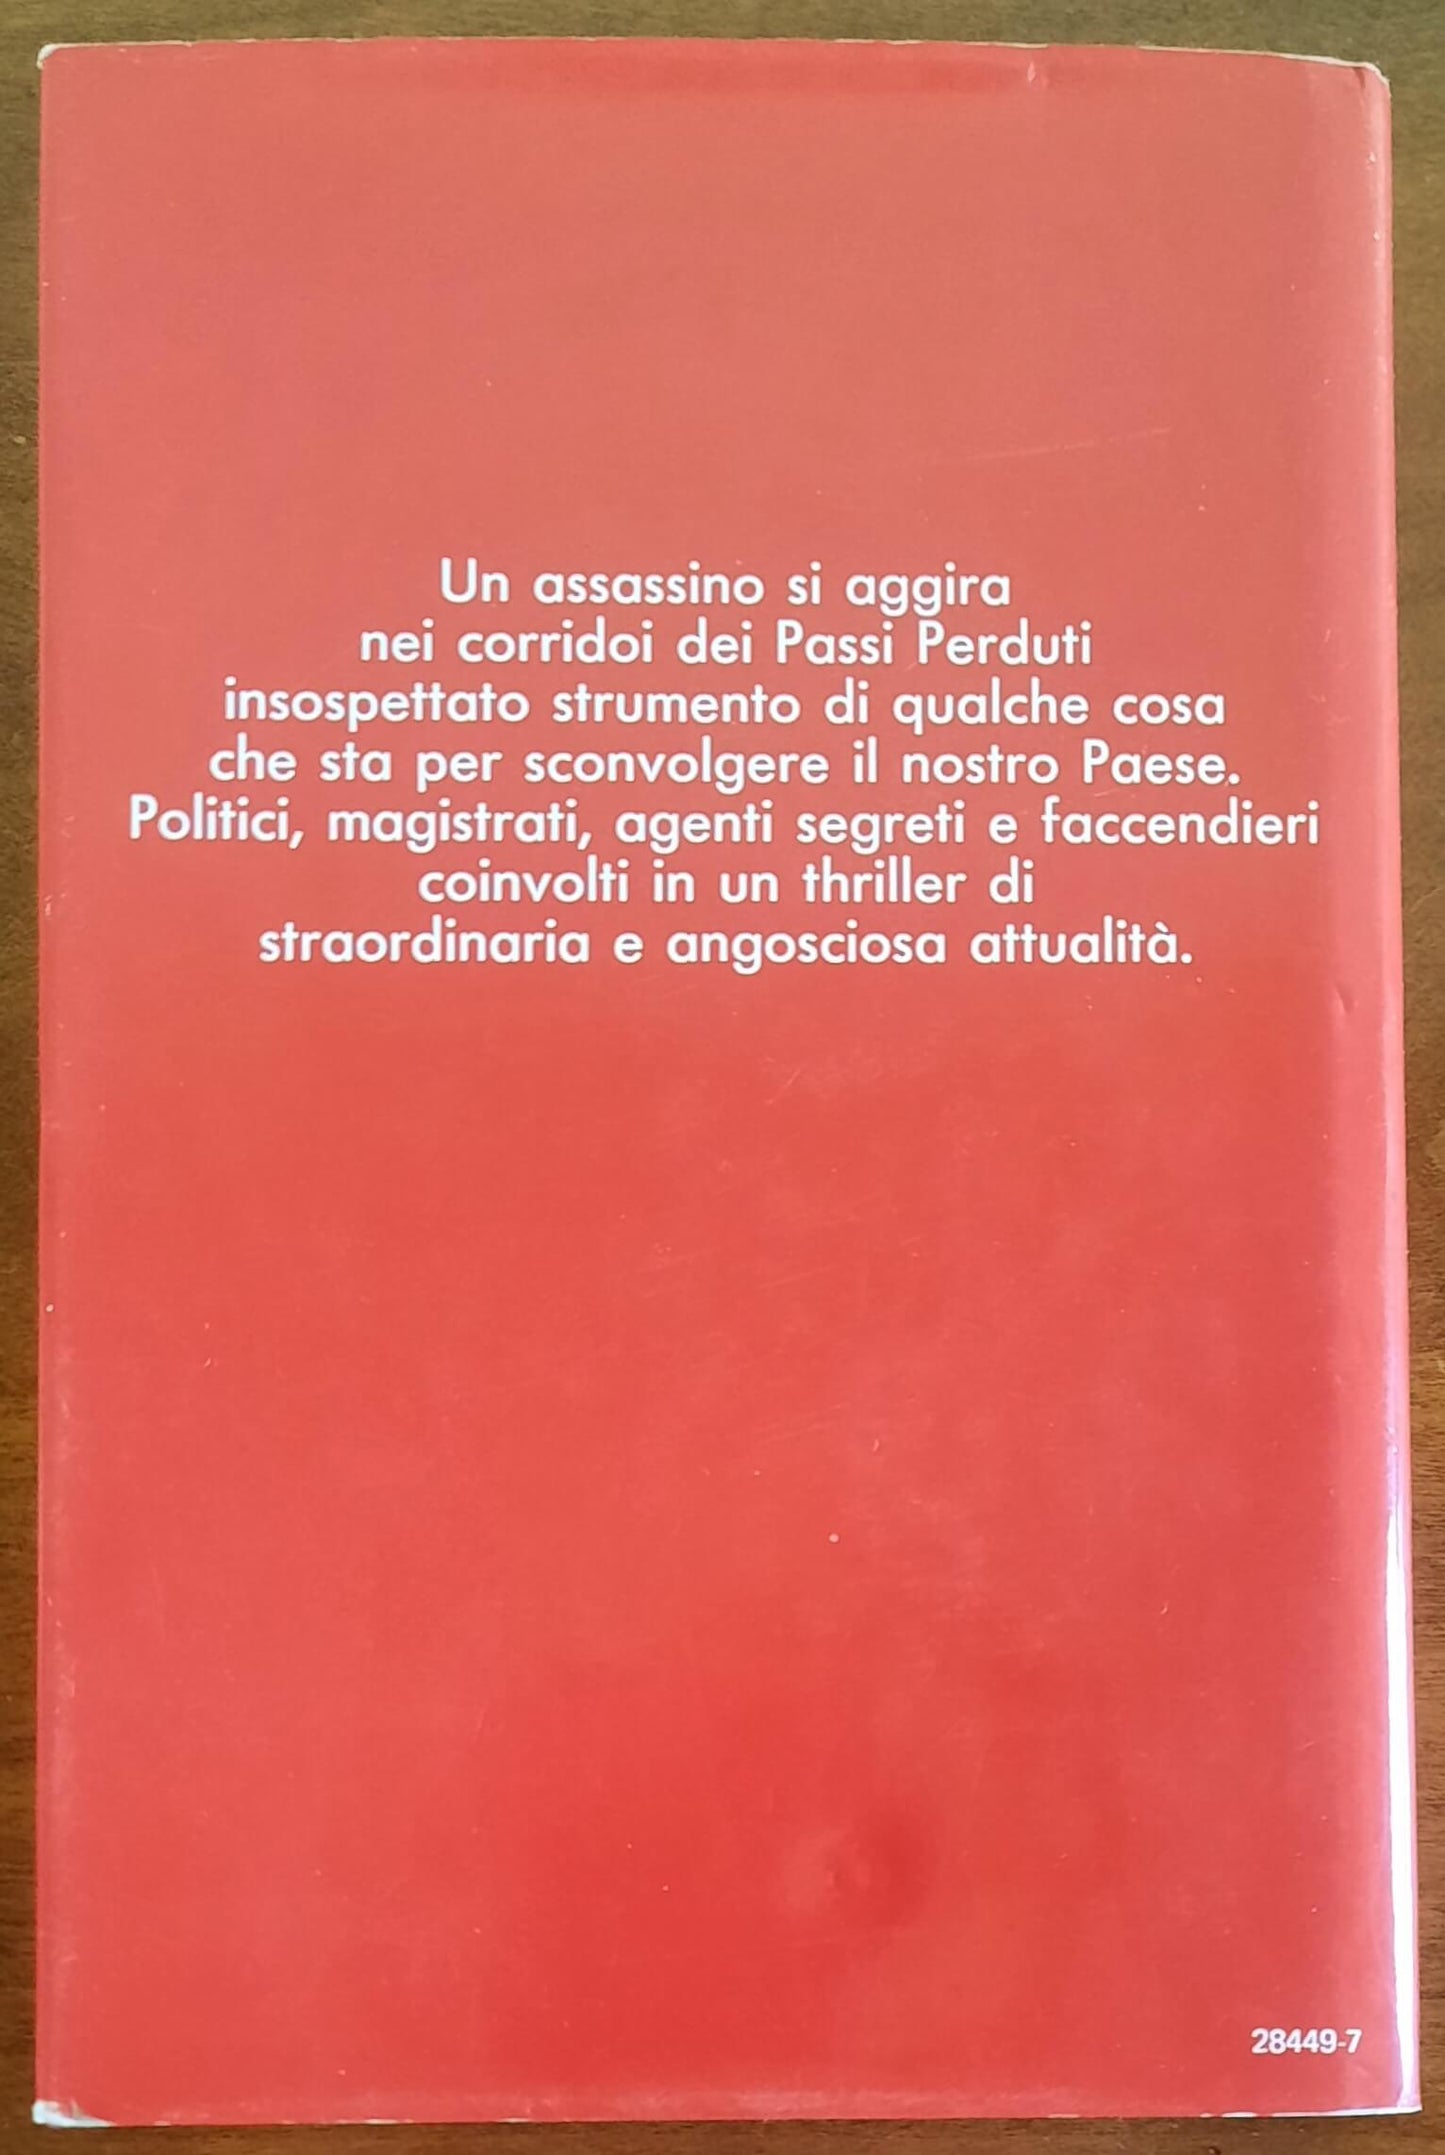 Un assassino si aggira
nei corridoi dei Passi Perduti
insospettato strumento di qualche cosa
che sta per sconvolgere il nostro Paese.
Politici, magistrati, agenti segreti e faccendieri
coinvolti in un thriller di
straordinaria e angosciosa attualità.
28449-7